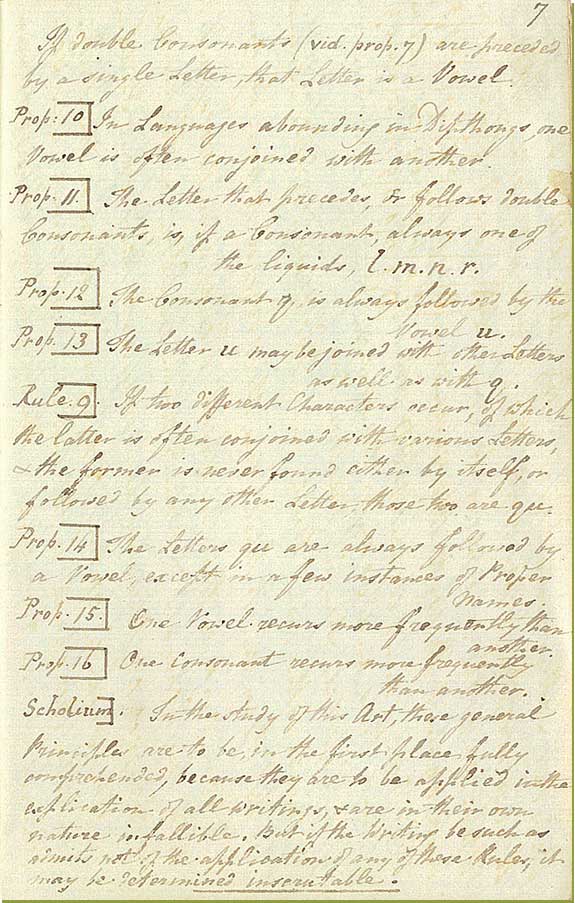 7
If double Consonants (vid. prop. 7) are preceded
by a single Letter, that Letter is a Vowel.
Prop: 10 In Languages abounding in Dipthongs, one
Vowel is often conjoined with another.
Prop. 11. The Letter that precedes, or follows double
Consonants, is, if a Consonant, always one of
the liquids, l. m. n. r.
Prop. 12 The Consonant q, is always followed by the
Vowel u.
Prop. 13 The Letter u may be joined with other Letters
as well as with q.
Rule. 9. If two different Characters occur, of which
the latter is often conjoined with various Letters,
& the former is never found either by itself, or
followed by any other Letter, those two are qu.
Prop. 14 The Letters qu are always followed by
a Vowel, except in a few instances of Proper
Names.
Prop. 15. One Vowel recurs more frequently than
another.
Prop. 16 One Consonant recurs more frequently
than another.
Scholium. In the study of this Art, these general
Principles are to be, in the first place fully
comprehended, because they are to be applied in the
explication of all writings, & are in their own
nature infallible. But if the Writing be such as
admits not of the application of any of these Rules, it
may be determined inscrutable.